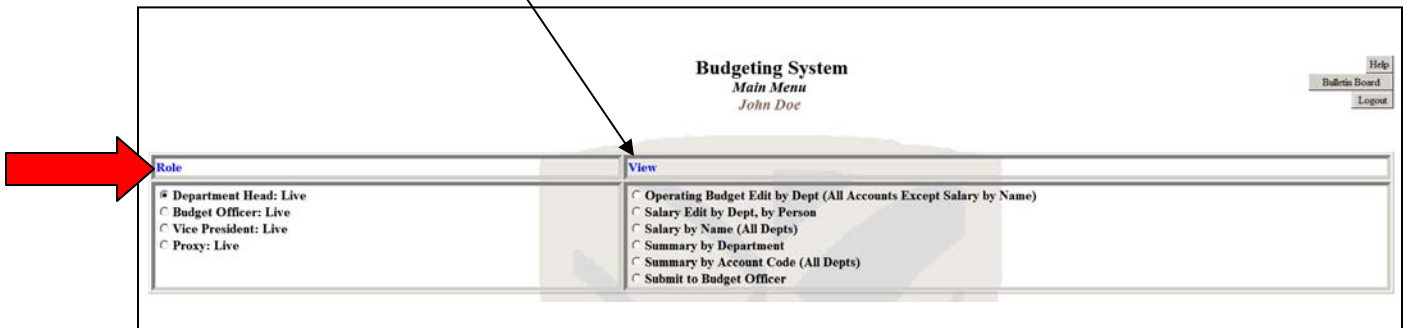 Budgeting System
Main Menu
John Doe
Help
Bulletin Board
Logout
Role
View
Department Head: Live
Budget Officer: Live
Vice President: Live
Proxy: Live
Operating Budget Edit by Dept (All Accounts Except Salary by Name)
Salary Edit by Dept, by Person
Salary by Name (All Depts)
Summary by Department
Summary by Account Code (All Depts)
Submit to Budget Officer